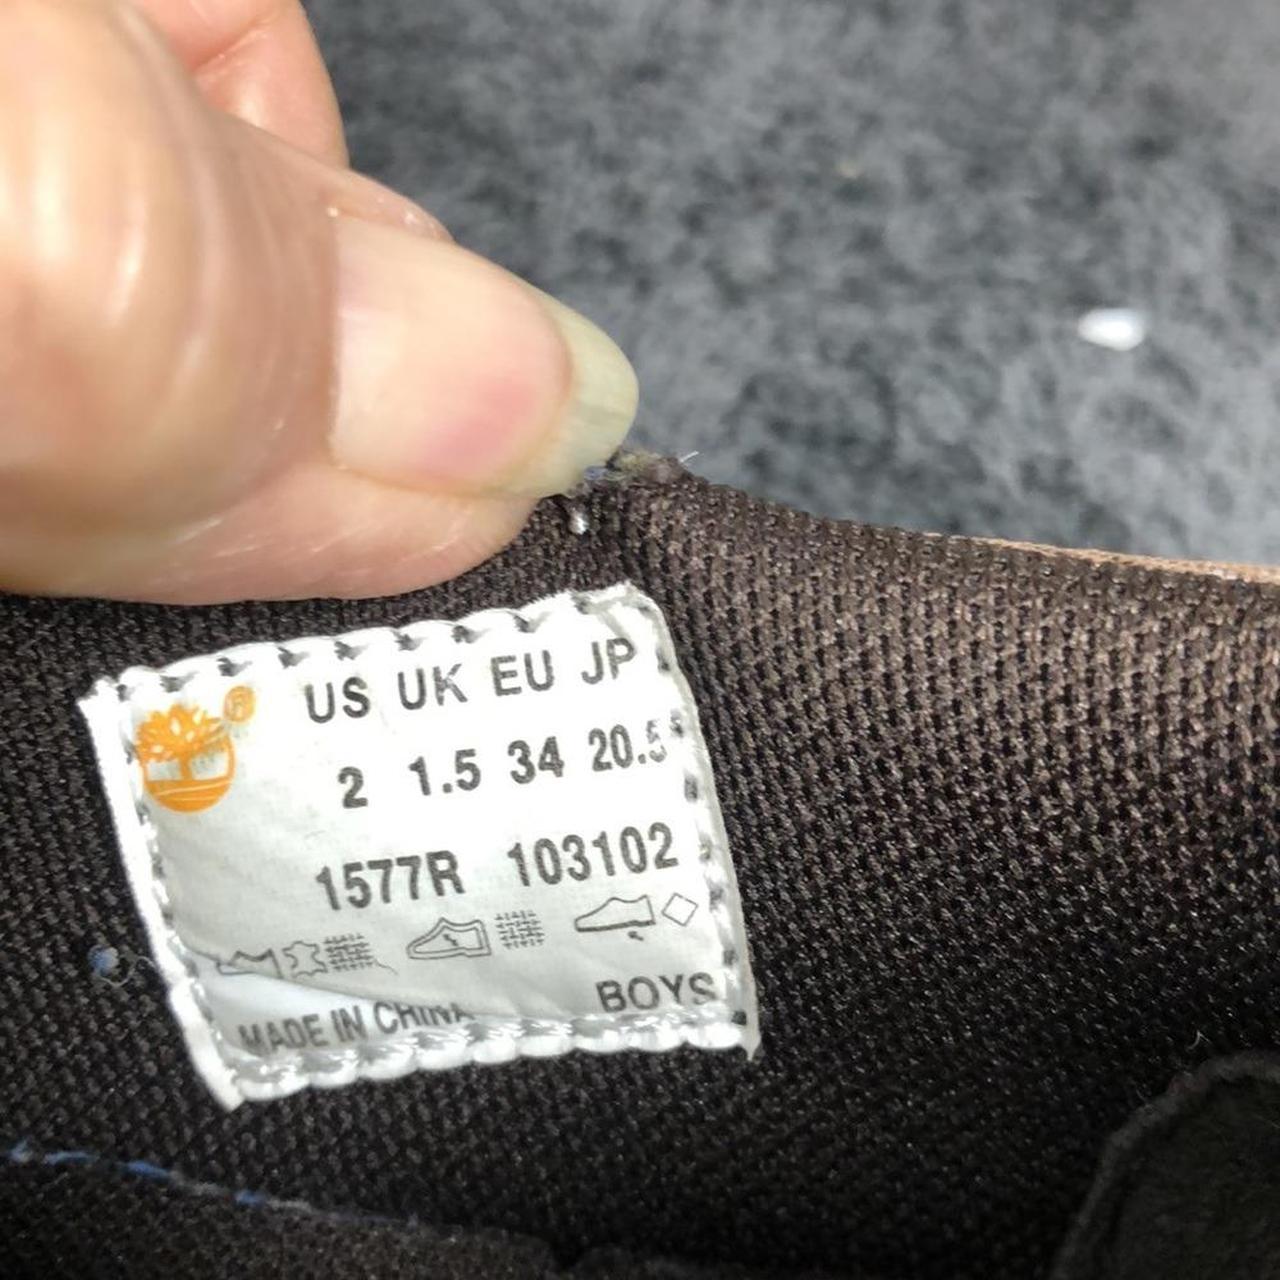 US UK EU JP
2 1.5 34 20.5
1577R 103102
BOYS
MADE IN CHINA
®